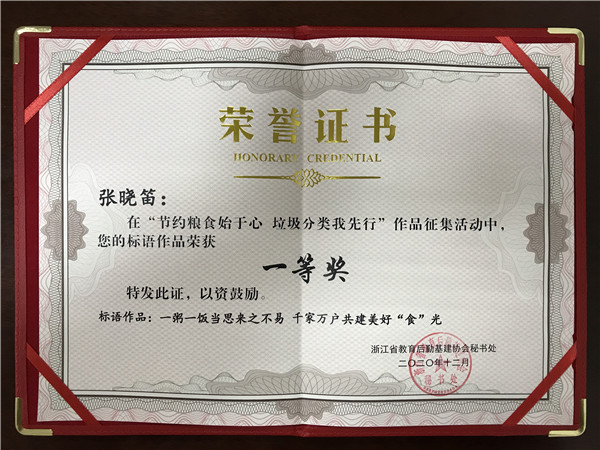 荣誉证书
HONORARY CREDENTIAL
张晓笛：
在“节约粮食始于心 垃圾分类我先行”作品征集活动中，
您的标语作品荣获
一等奖
特发此证，以资鼓励。
标语作品：一粥一饭当思来之不易 千家万户共建美好“食”光
浙江省教育后勤基建协会秘书处
二〇二〇年十二月
秘书处